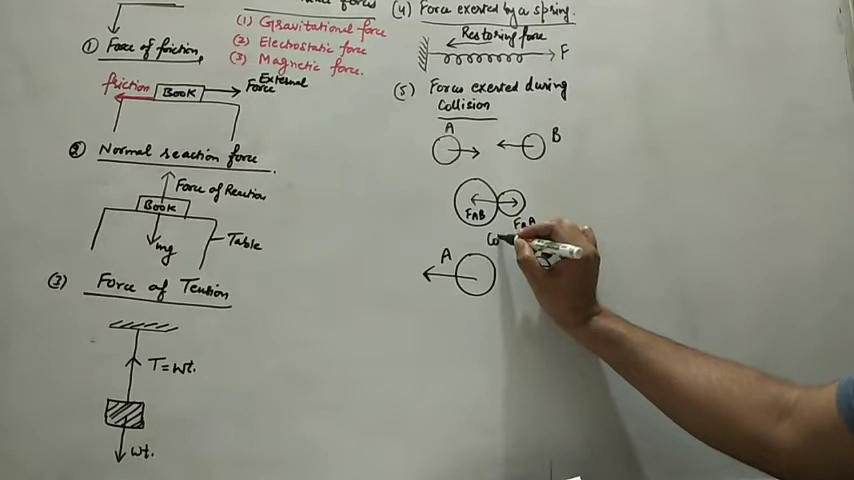 (1) Force of friction,
friction
Book
External
Force
(2) Normal reaction force.
Force of Reaction
Book
mg
Table
(3) Force of Tension
T=wt.
wt.
(1) Gravitational force
(2) Electrostatic force
(3) Magnetic force.
(4) Force exerted by a spring.
Restoring force
F
(5) Forces exerted during
Collision
A
B
FAB
FBA
Co
A